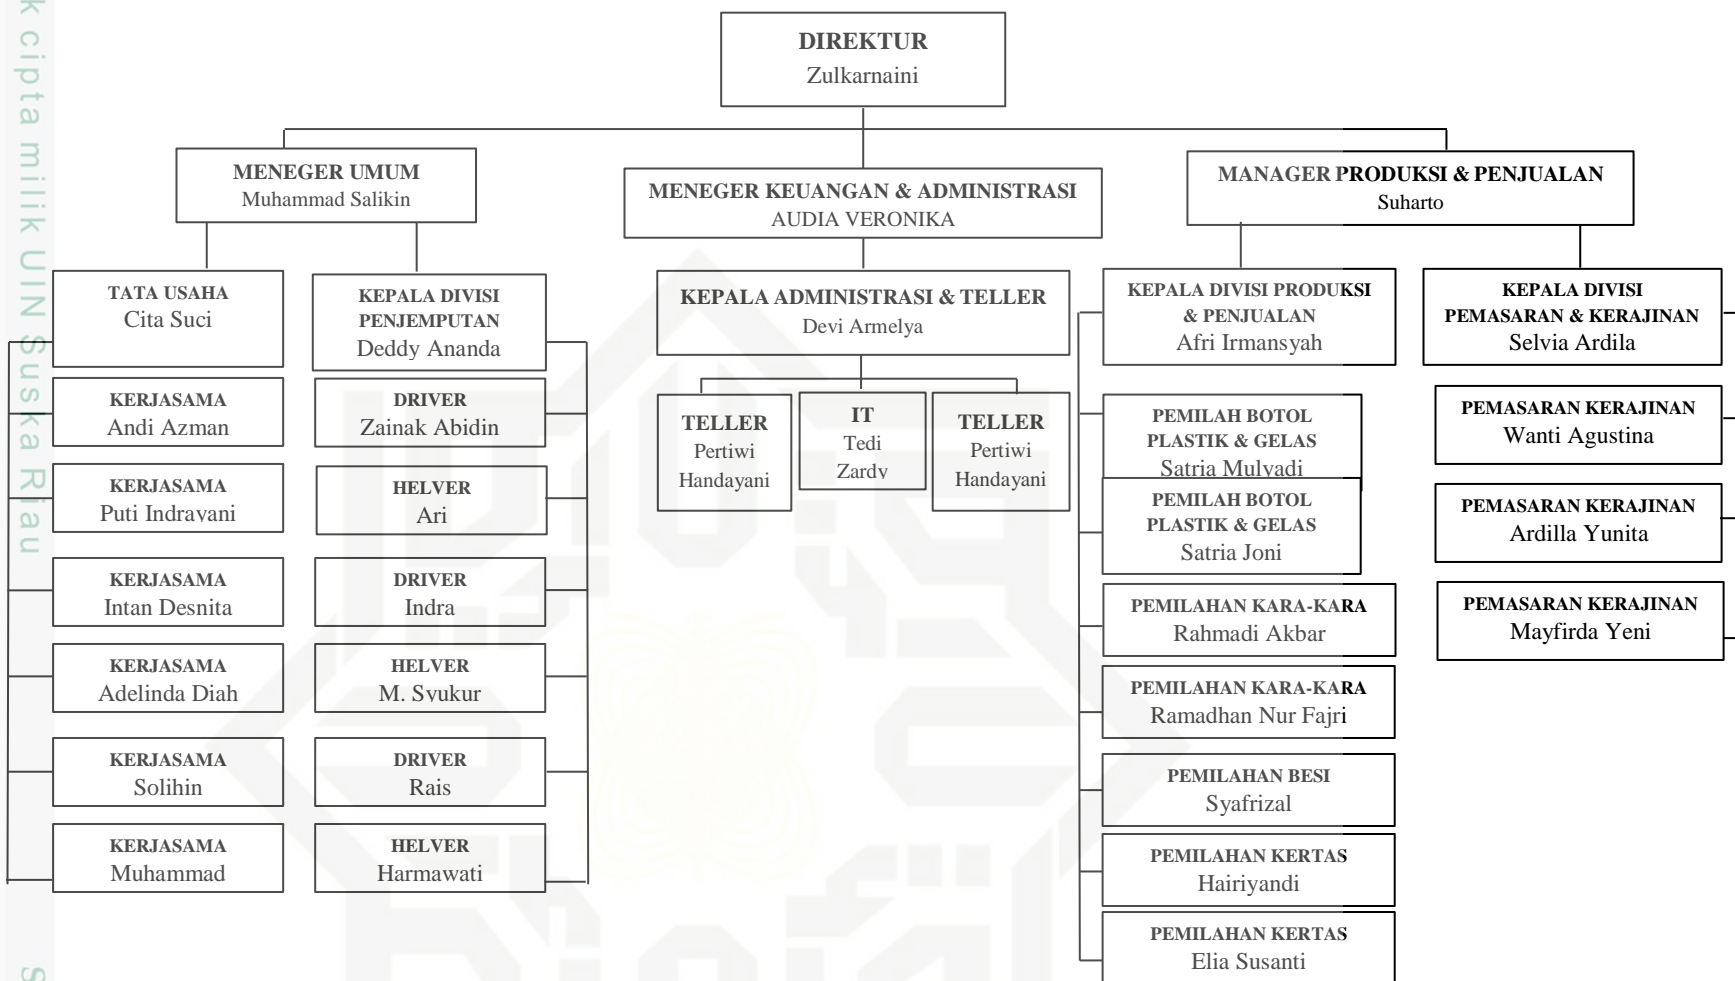 k cipta milik UIN Suska Riau
S
DIREKTUR
Zulkarnaini
MENEGER UMUM
Muhammad Salikin
MENEGER KEUANGAN & ADMINISTRASI
AUDIA VERONIKA
MANAGER PRODUKSI & PENJUALAN
Suharto
TATA USAHA
Cita Suci
KERJASAMA
Andi Azman
KERJASAMA
Puti Indrayani
KERJASAMA
Intan Desnita
KERJASAMA
Adelinda Diah
KERJASAMA
Solihin
KERJASAMA
Muhammad
KEPALA DIVISI
PENJEMPUTAN
Deddy Ananda
DRIVER
Zainak Abidin
HELVER
Ari
DRIVER
Indra
HELVER
M. Syukur
DRIVER
Rais
HELVER
Harmawati
KEPALA ADMINISTRASI & TELLER
Devi Armelya
TELLER
Pertiwi
Handayani
IT
Tedi
Zardy
TELLER
Pertiwi
Handayani
KEPALA DIVISI PRODUKSI
& PENJUALAN
Afri Irmansyah
PEMILAH BOTOL
PLASTIK & GELAS
Satria Mulyadi
PEMILAH BOTOL
PLASTIK & GELAS
Satria Joni
PEMILAHAN KARA-KARA
Rahmadi Akbar
PEMILAHAN KARA-KARA
Ramadhan Nur Fajri
PEMILAHAN BESI
Syafrizal
PEMILAHAN KERTAS
Hairiyandi
PEMILAHAN KERTAS
Elia Susanti
KEPALA DIVISI
PEMASARAN & KERAJINAN
Selvia Ardila
PEMASARAN KERAJINAN
Wanti Agustina
PEMASARAN KERAJINAN
Ardilla Yunita
PEMASARAN KERAJINAN
Mayfirda Yeni